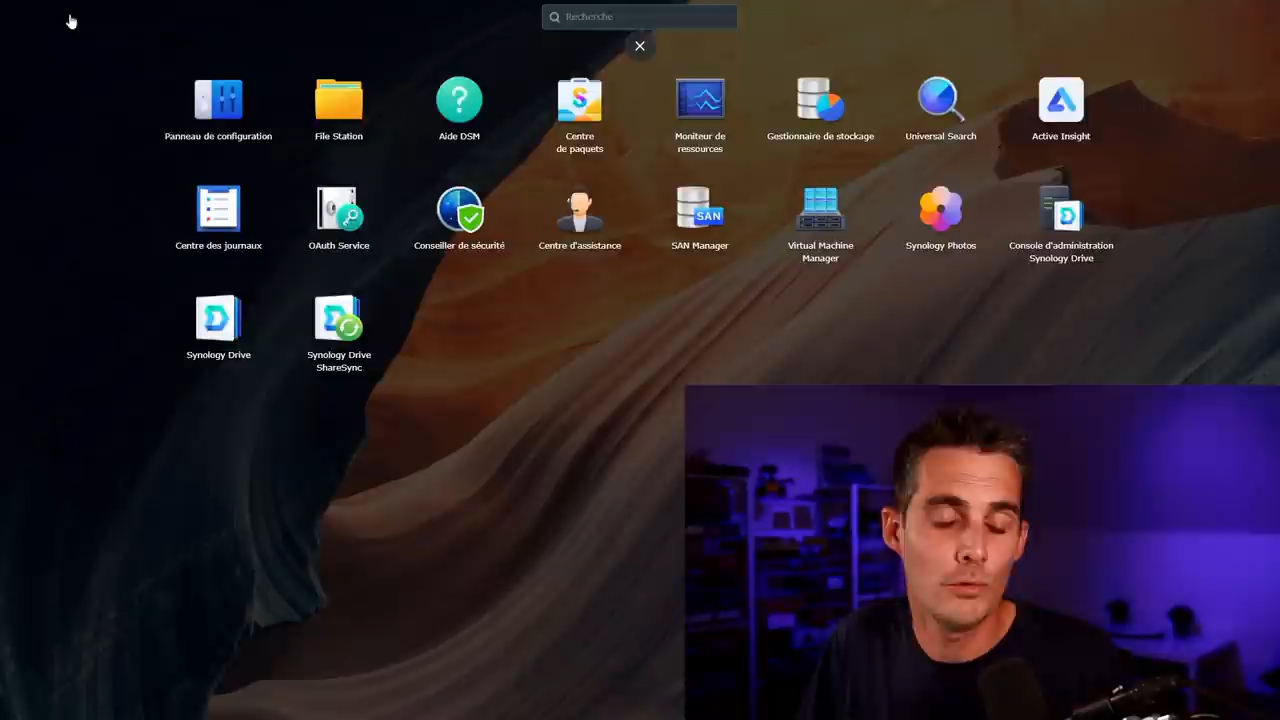 Recherche
Panneau de configuration
File Station
Aide DSM
Centre
de paquets
Moniteur de
ressources
Gestionnaire de stockage
Universal Search
Active Insight
Centre des journaux
OAuth Service
Conseiller de sécurité
Centre d'assistance
SAN
SAN Manager
Virtual Machine
Manager
Synology Photos
Console d'administration
Synology Drive
Synology Drive
Synology Drive
ShareSync